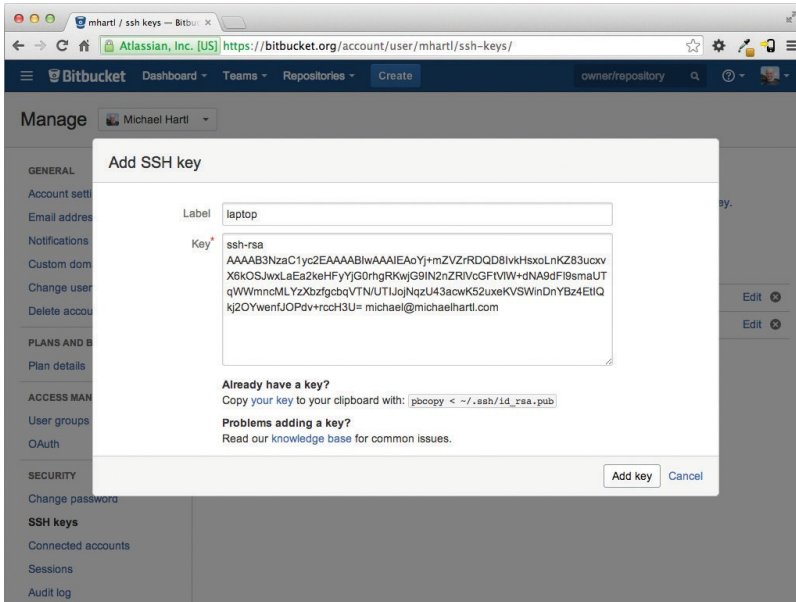 mhartl / ssh keys — Bitbu
Atlassian, Inc. [US] https://bitbucket.org/account/user/mhartl/ssh-keys/
Bitbucket Dashboard Teams Repositories Create owner/repository
Manage Michael Hartl
Add SSH key
GENERAL
Account setti
Email addres
Notifications
Custom dom
Change user
Delete accou
PLANS AND B
Plan details
ACCESS MAN
User groups
OAuth
SECURITY
Change password
SSH keys
Connected accounts
Sessions
Audit log
Label laptop
Key* ssh-rsa
AAAAB3NzaC1yc2EAAAABIwAAAIEAoYj+mZVZrRDQD8IvkHsxoLnKZ83ucxv
X6kOSJwxLaEa2keHFyYjG0rhgRKwjG9IN2nZRlVcGFtVlW+dNA9dFl9smaUT
qWWmncMLYzXbzfgcbqVTN/UTIJojNqzU43acwK52uxeKVSWinDnYBz4EtIQ
kj2OYwenfJOPdv+rccH3U= michael@michaelhartl.com
Already have a key?
Copy your key to your clipboard with: pbcopy < ~/.ssh/id_rsa.pub
Problems adding a key?
Read our knowledge base for common issues.
Add key Cancel
ay.
Edit
Edit